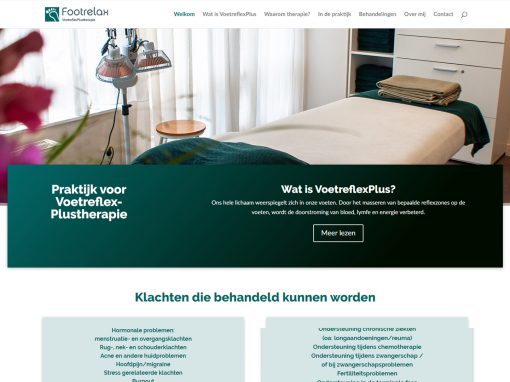 Footrelax
VoetreflexPlustherapie
Welkom Wat is VoetreflexPlus? Waarom therapie? In de praktijk Behandelingen Over mij Contact
Praktijk voor
Voetreflex-
Plustherapie
Wat is VoetreflexPlus?
Ons hele lichaam weerspiegelt zich in onze voeten. Door het masseren van bepaalde reflexzones op de
voeten, wordt de doorstroming van bloed, lymfe en energie verbeterd.
Meer lezen
Klachten die behandeld kunnen worden
Hormonale problemen:
menstruatie- en overgangsklachten
Rug-, nek- en schouderklachten
Acne en andere huidproblemen
Hoofdpijn/migraine
Stress gerelateerde klachten
Burnout
Ondersteuning chronische ziekten
(oa: longaandoeningen/reuma)
Ondersteuning tijdens chemotherapie
Ondersteuning tijdens zwangerschap /
of bij zwangerschapsproblemen
Fertiliteitsproblemen